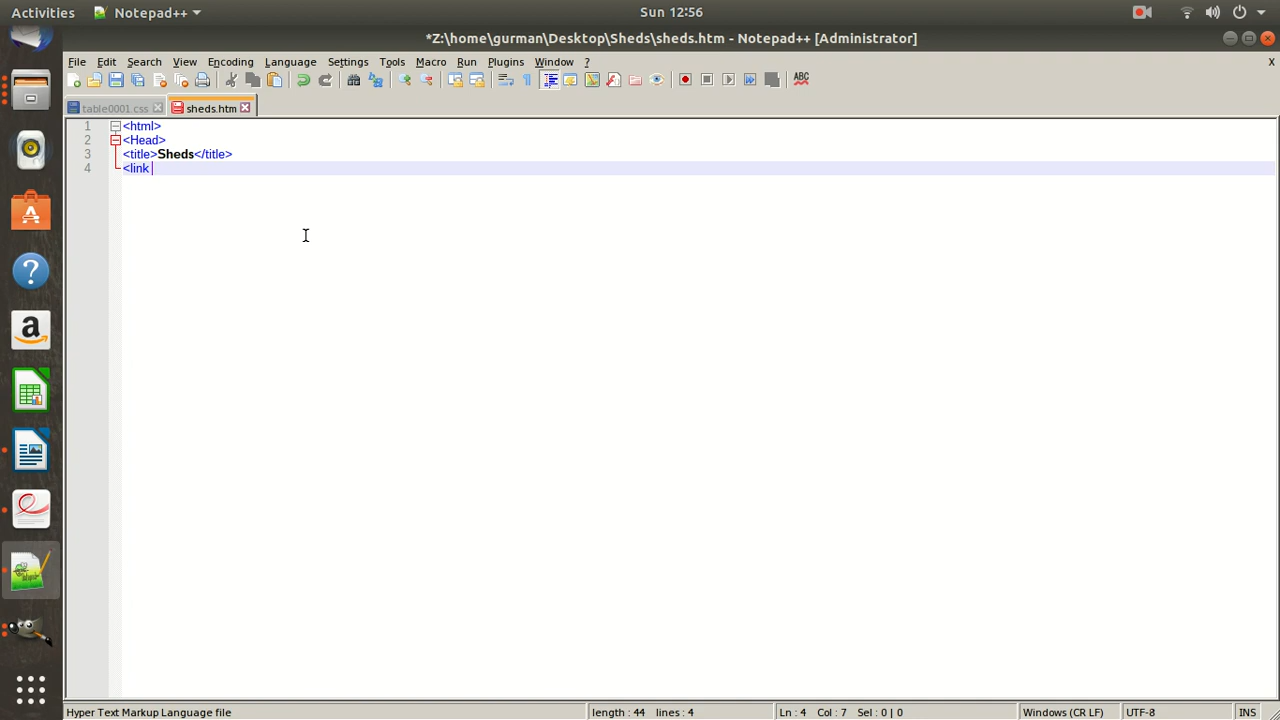 Activities Notepad++ Sun 12:56
*Z:\home\gurman\Desktop\Sheds\sheds.htm - Notepad++ [Administrator]
File Edit Search View Encoding Language Settings Tools Macro Run Plugins Window ? X
ABC
table0001.css sheds.htm
1 <html>
2 <Head>
3 <title>Sheds</title>
4 <link
Hyper Text Markup Language file length : 44 lines : 4 Ln : 4 Col : 7 Sel : 0 | 0 Windows (CR LF) UTF-8 INS